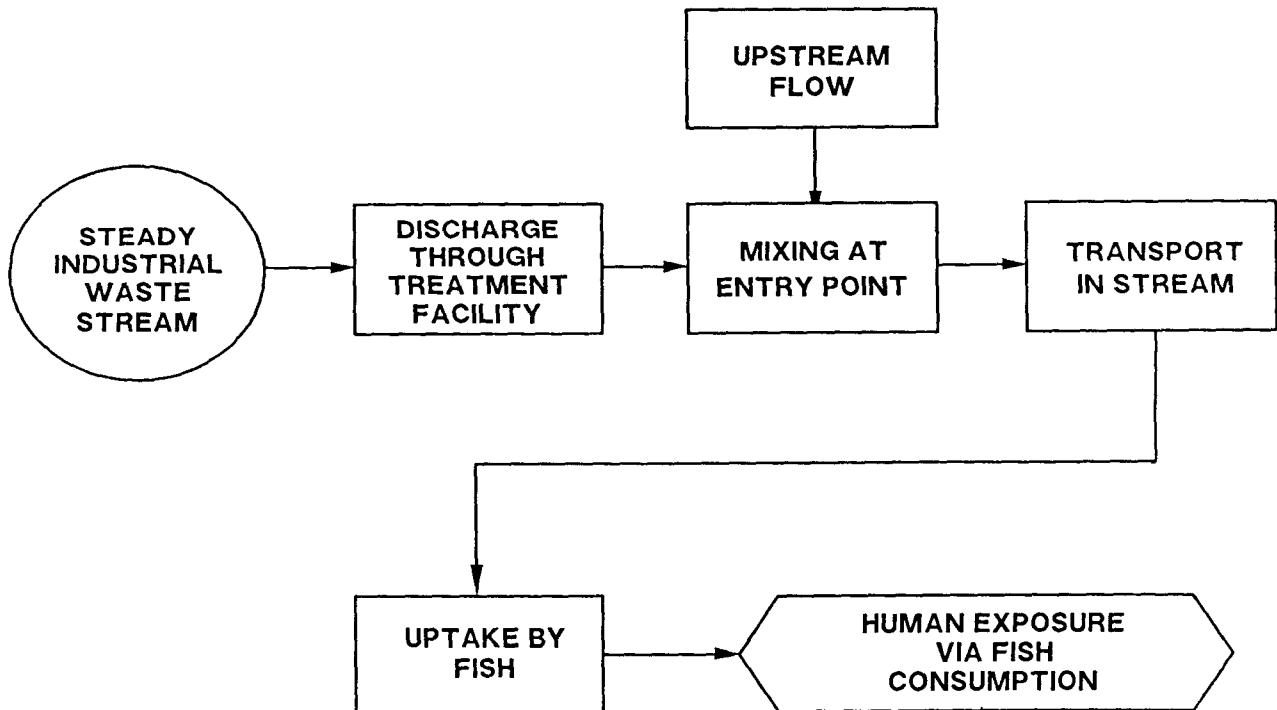 UPSTREAM
FLOW
STEADY
INDUSTRIAL
WASTE
STREAM
DISCHARGE
THROUGH
TREATMENT
FACILITY
MIXING AT
ENTRY POINT
TRANSPORT
IN STREAM
UPTAKE BY
FISH
HUMAN EXPOSURE
VIA FISH
CONSUMPTION